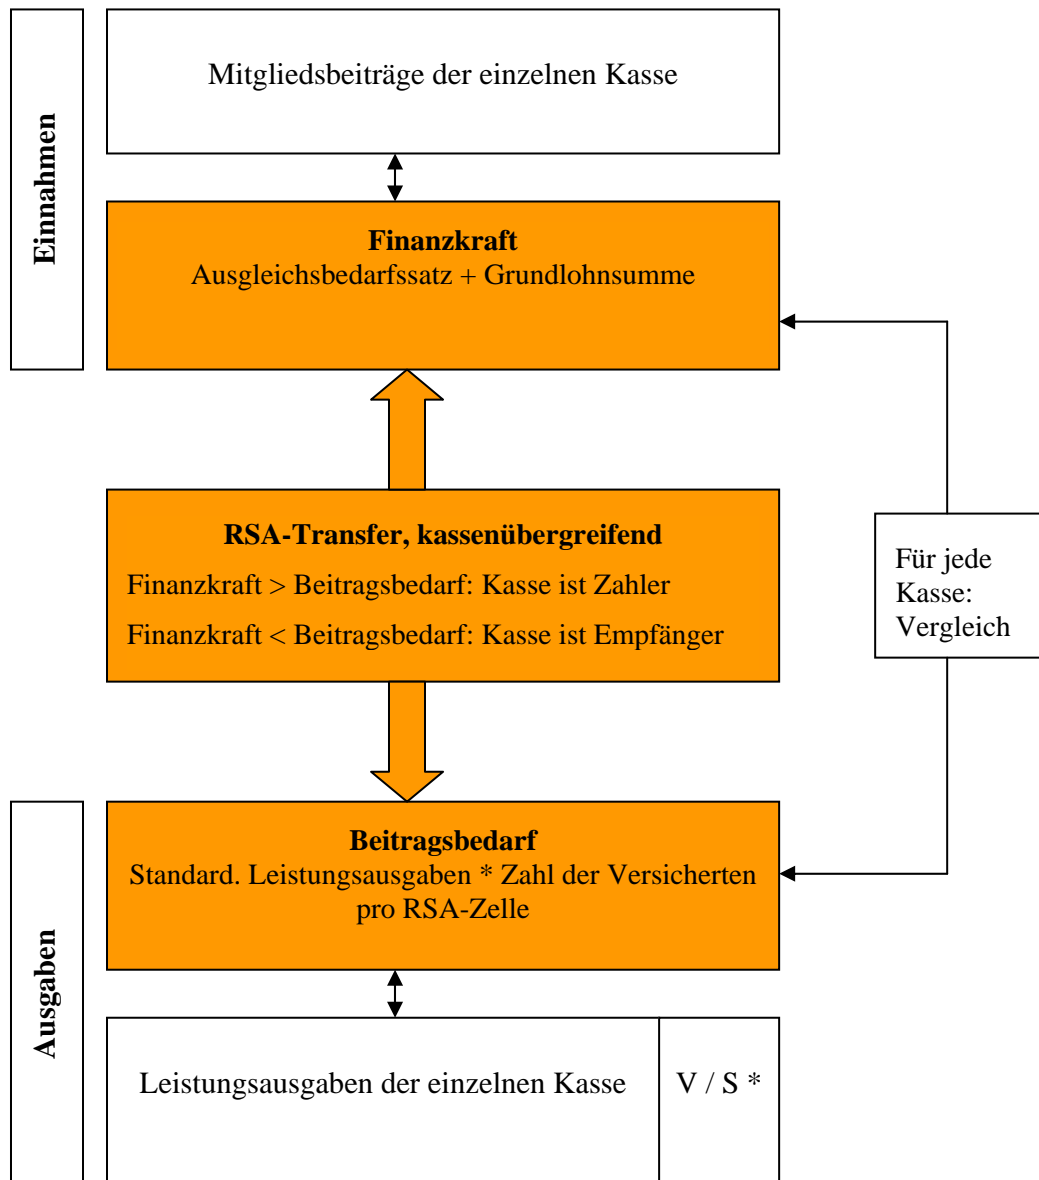 Einnahmen
Mitgliedsbeiträge der einzelnen Kasse
Finanzkraft
Ausgleichsbedarfssatz + Grundlohnsumme
RSA-Transfer, kassenübergreifend
Finanzkraft > Beitragsbedarf: Kasse ist Zahler
Finanzkraft < Beitragsbedarf: Kasse ist Empfänger
Für jede
Kasse:
Vergleich
Ausgaben
Beitragsbedarf
Standard. Leistungsausgaben * Zahl der Versicherten
pro RSA-Zelle
Leistungsausgaben der einzelnen Kasse
V / S *